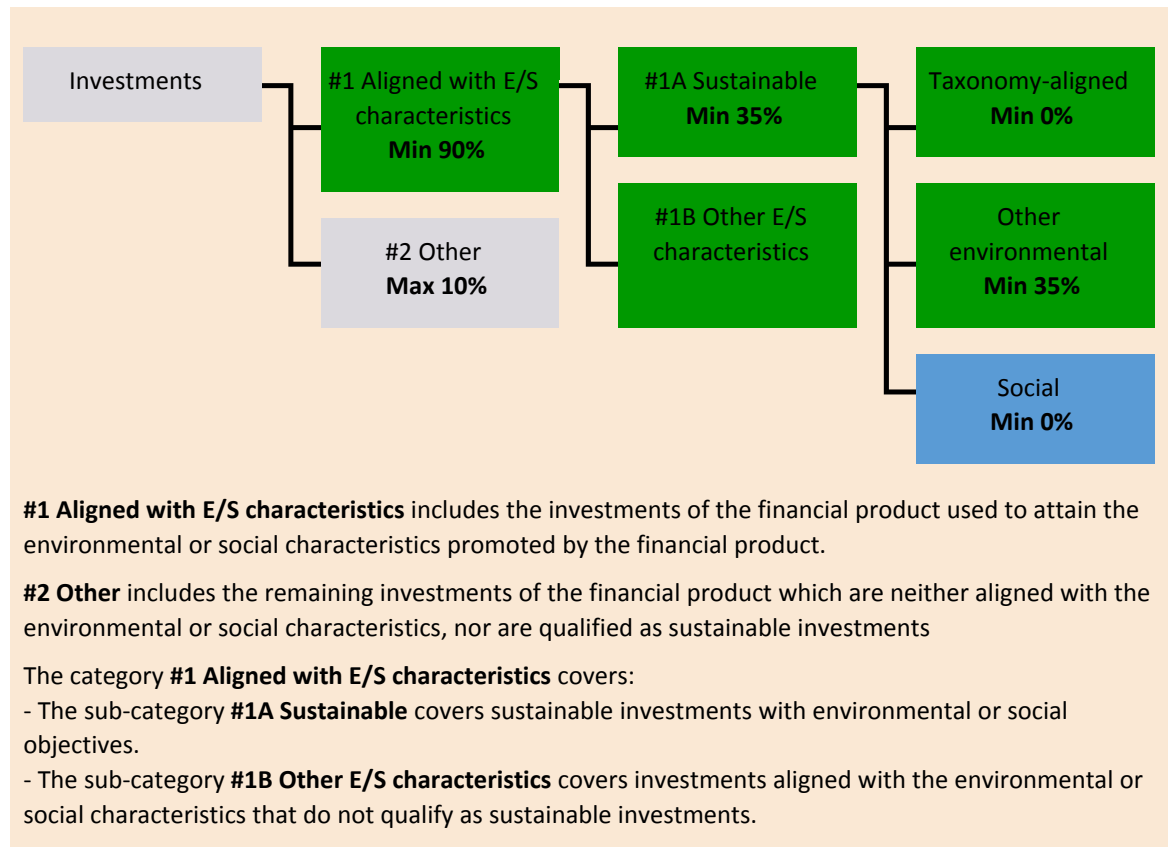 Investments
#1 Aligned with E/S
characteristics
Min 90%
#2 Other
Max 10%
#1A Sustainable
Min 35%
#1B Other E/S
characteristics
Taxonomy-aligned
Min 0%
Other
environmental
Min 35%
Social
Min 0%
#1 Aligned with E/S characteristics includes the investments of the financial product used to attain the
environmental or social characteristics promoted by the financial product.
#2 Other includes the remaining investments of the financial product which are neither aligned with the
environmental or social characteristics, nor are qualified as sustainable investments
The category #1 Aligned with E/S characteristics covers:
- The sub-category #1A Sustainable covers sustainable investments with environmental or social
objectives.
- The sub-category #1B Other E/S characteristics covers investments aligned with the environmental or
social characteristics that do not qualify as sustainable investments.